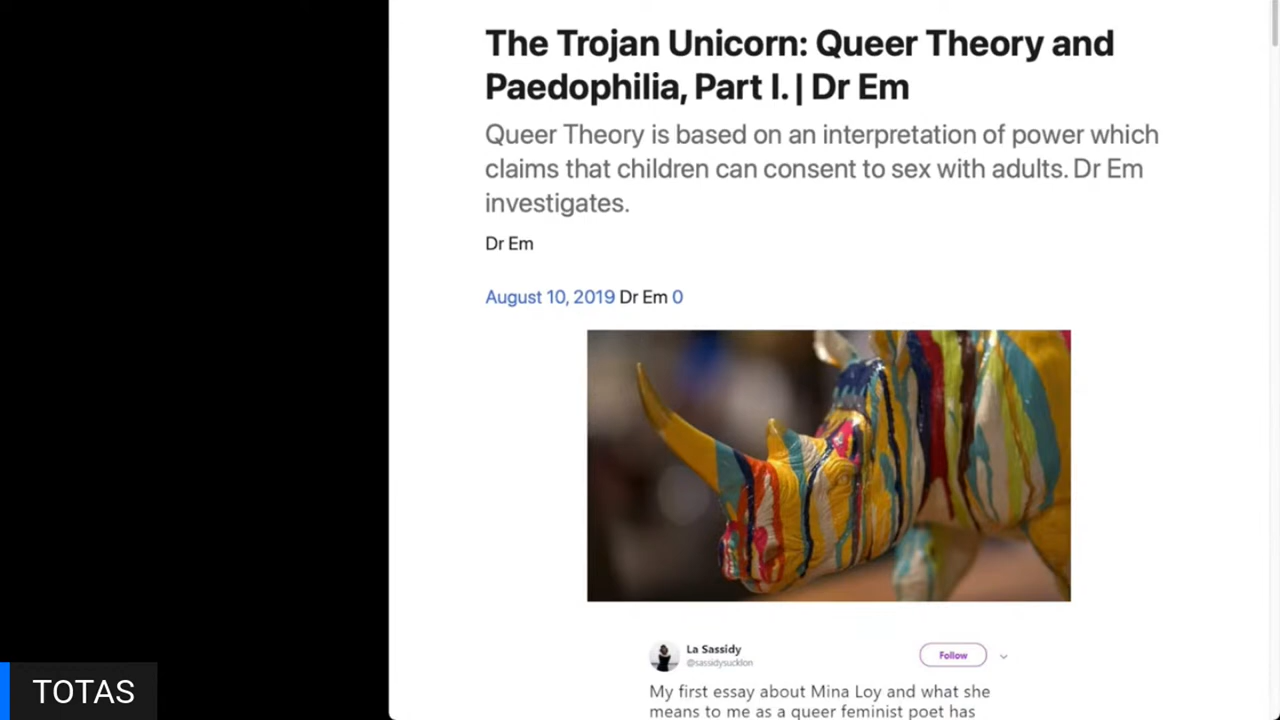 The Trojan Unicorn: Queer Theory and
Paedophilia, Part I. | Dr Em
Queer Theory is based on an interpretation of power which
claims that children can consent to sex with adults. Dr Em
investigates.
Dr Em
August 10, 2019 Dr Em 0
La Sassidy
@sassidysucklon
Follow
My first essay about Mina Loy and what she
means to me as a queer feminist poet has
TOTAS